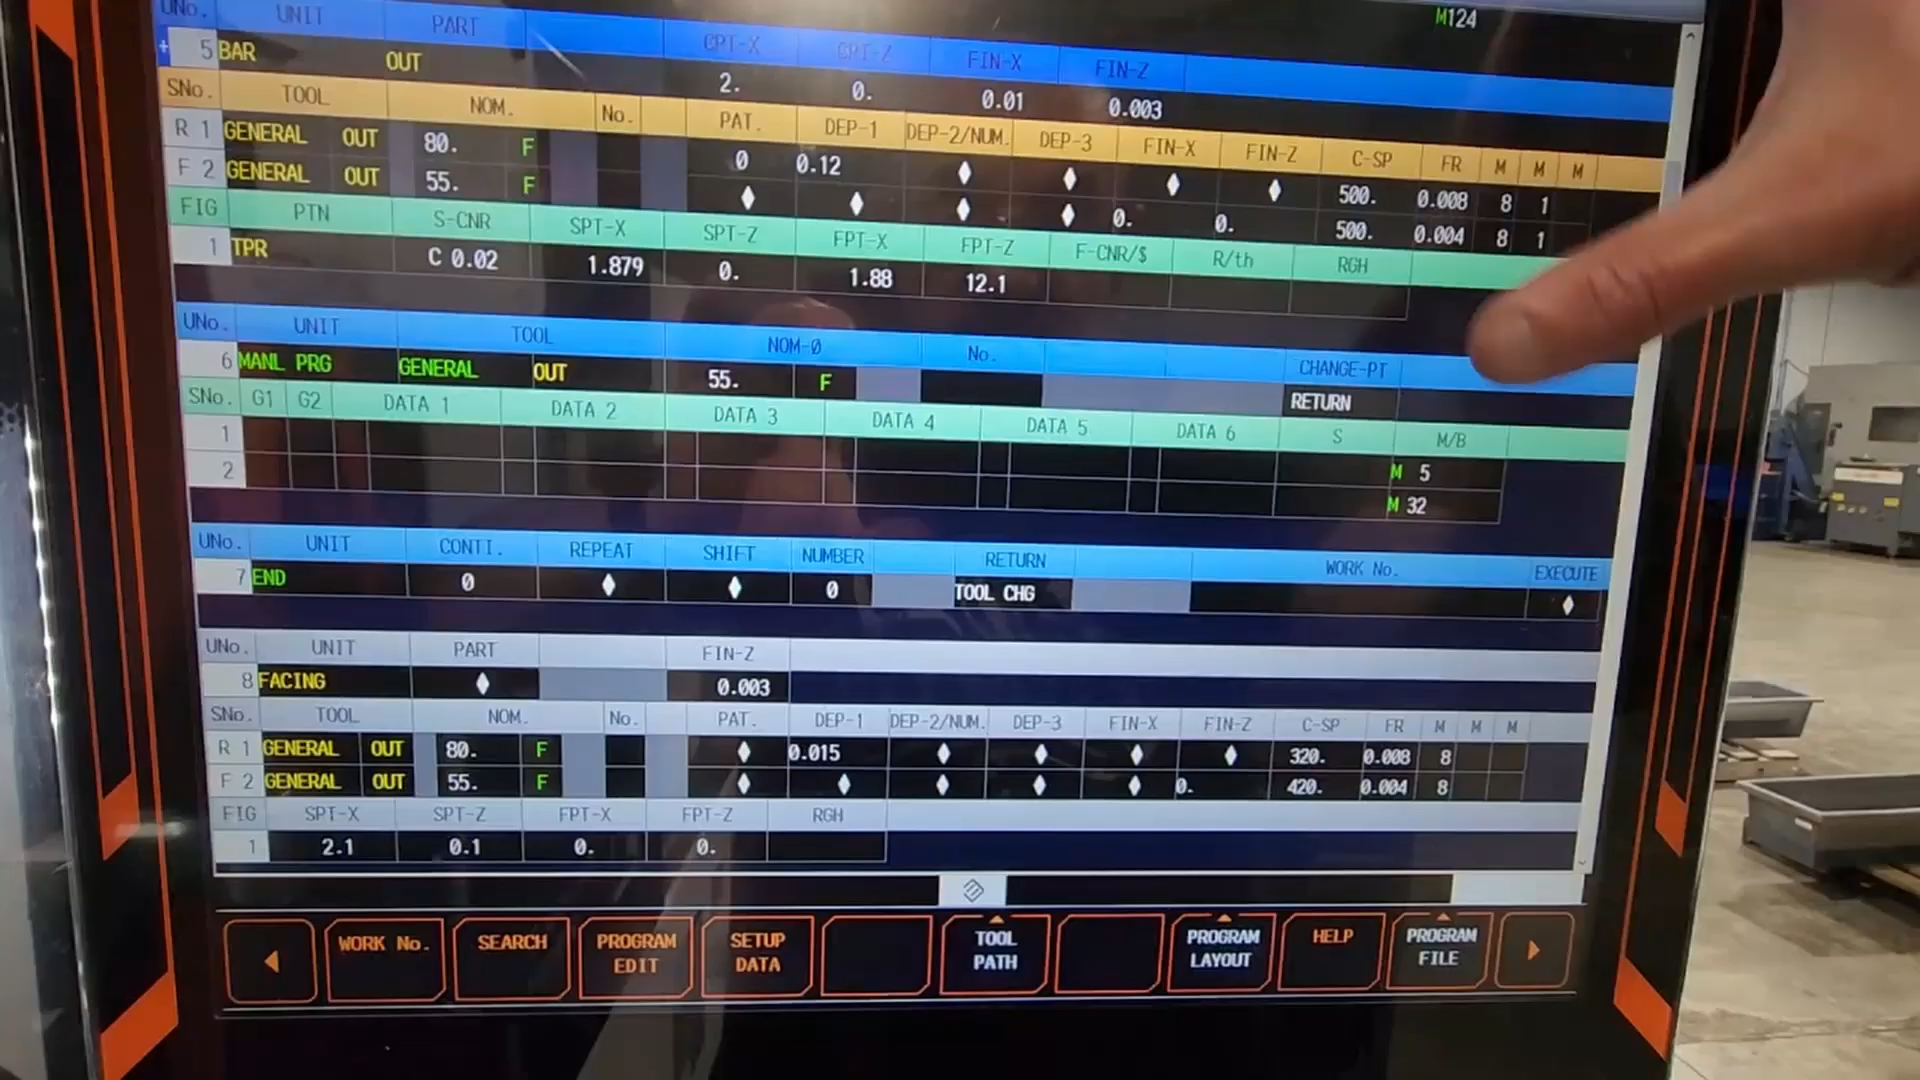 M124
UNo. UNIT PART CPT-X CPT-Z FIN-X FIN-Z
+ 5 BAR OUT 2. 0. 0.01 0.003
SNo. TOOL NOM. No. PAT. DEP-1 DEP-2/NUM. DEP-3 FIN-X FIN-Z C-SP FR M M M
R 1 GENERAL OUT 80. F 0 0.12 ♦ ♦ ♦ ♦ 500. 0.008 8 1
F 2 GENERAL OUT 55. F ♦ ♦ ♦ ♦ 0. 0. 500. 0.004 8 1
FIG PTN S-CNR SPT-X SPT-Z FPT-X FPT-Z F-CNR/$ R/th RGH
1 TPR C 0.02 1.879 0. 1.88 12.1
UNo. UNIT TOOL NOM-Ø No. CHANGE-PT
6 MANL PRG GENERAL OUT 55. F RETURN
SNo. G1 G2 DATA 1 DATA 2 DATA 3 DATA 4 DATA 5 DATA 6 S M/B
1 M 5
2 M 32
UNo. UNIT CONTI. REPEAT SHIFT NUMBER RETURN WORK No. EXECUTE
7 END 0 ♦ ♦ 0 TOOL CHG ♦
UNo. UNIT PART FIN-Z
8 FACING ♦ 0.003
SNo. TOOL NOM. No. PAT. DEP-1 DEP-2/NUM. DEP-3 FIN-X FIN-Z C-SP FR M M M
R 1 GENERAL OUT 80. F ♦ 0.015 ♦ ♦ ♦ ♦ 320. 0.008 8
F 2 GENERAL OUT 55. F ♦ ♦ ♦ ♦ ♦ 0. 420. 0.004 8
FIG SPT-X SPT-Z FPT-X FPT-Z RGH
1 2.1 0.1 0. 0.
WORK No.
SEARCH
PROGRAM
EDIT
SETUP
DATA
TOOL
PATH
PROGRAM
LAYOUT
HELP
PROGRAM
FILE